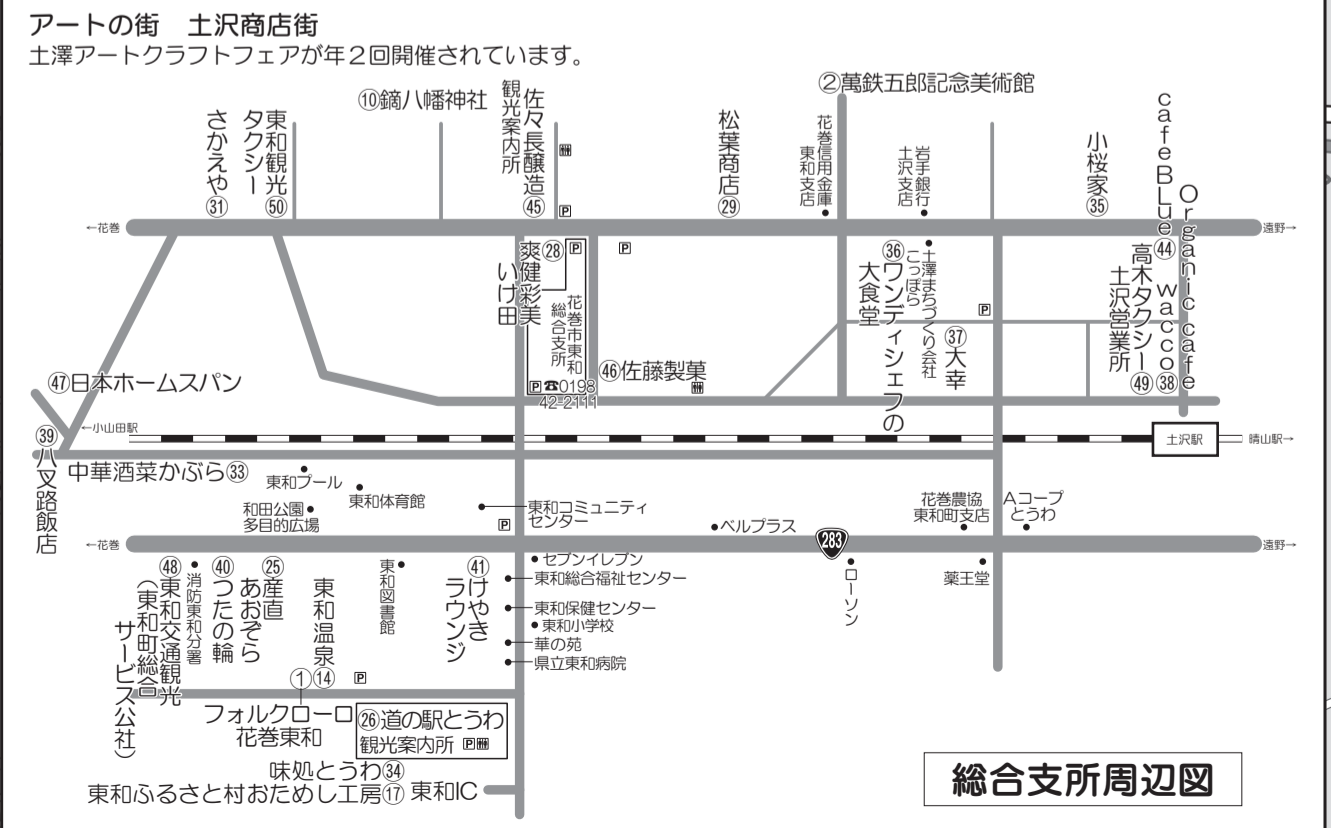 アートの街　土沢商店街
土澤アートクラフトフェアが年２回開催されています。
②萬鉄五郎記念美術館
⑩鏑八幡神社
さかえや㉛
東和観光
タクシー㊿
観光案内所
佐々長醸造㊺
松葉商店㉙
花巻信用金庫
東和支店
岩手銀行
土沢支店
小桜家㉟
cafeBLue㊹
Organic cafe
wacco㊳
高木タクシー㊾
土沢営業所
←花巻
遠野→
P
P
P
P
㉘爽健彩美
いけ田
花巻市東和
総合支所
P☎0198
42-2111
㊻佐藤製菓
㊱ワンディシェフの
大食堂
土澤まちづくり会社
こっぽら
P
㊲大幸
㊼日本ホームスパン
←小山田駅
土沢駅
晴山駅→
㊴八叉路飯店
中華酒菜かぶら㉝
東和プール
東和体育館
和田公園
多目的広場
東和コミュニティ
センター
P
ベルプラス
花巻農協
東和町支店
Aコープ
とうわ
←花巻
283
遠野→
セブンイレブン
東和総合福祉センター
東和保健センター
東和小学校
華の苑
県立東和病院
ローソン
薬王堂
㊽東和交通観光
（東和町総合
サービス公社）
消防東和分署
㊵つたの輪
㉕産直
あおぞら
東和温泉
⑭
東和図書館
㊶けやき
ラウンジ
P
①
フォルクローロ
花巻東和
㉖道の駅とうわ
観光案内所 P
味処とうわ㉞
東和ふるさと村おためし工房⑰
東和IC
総合支所周辺図